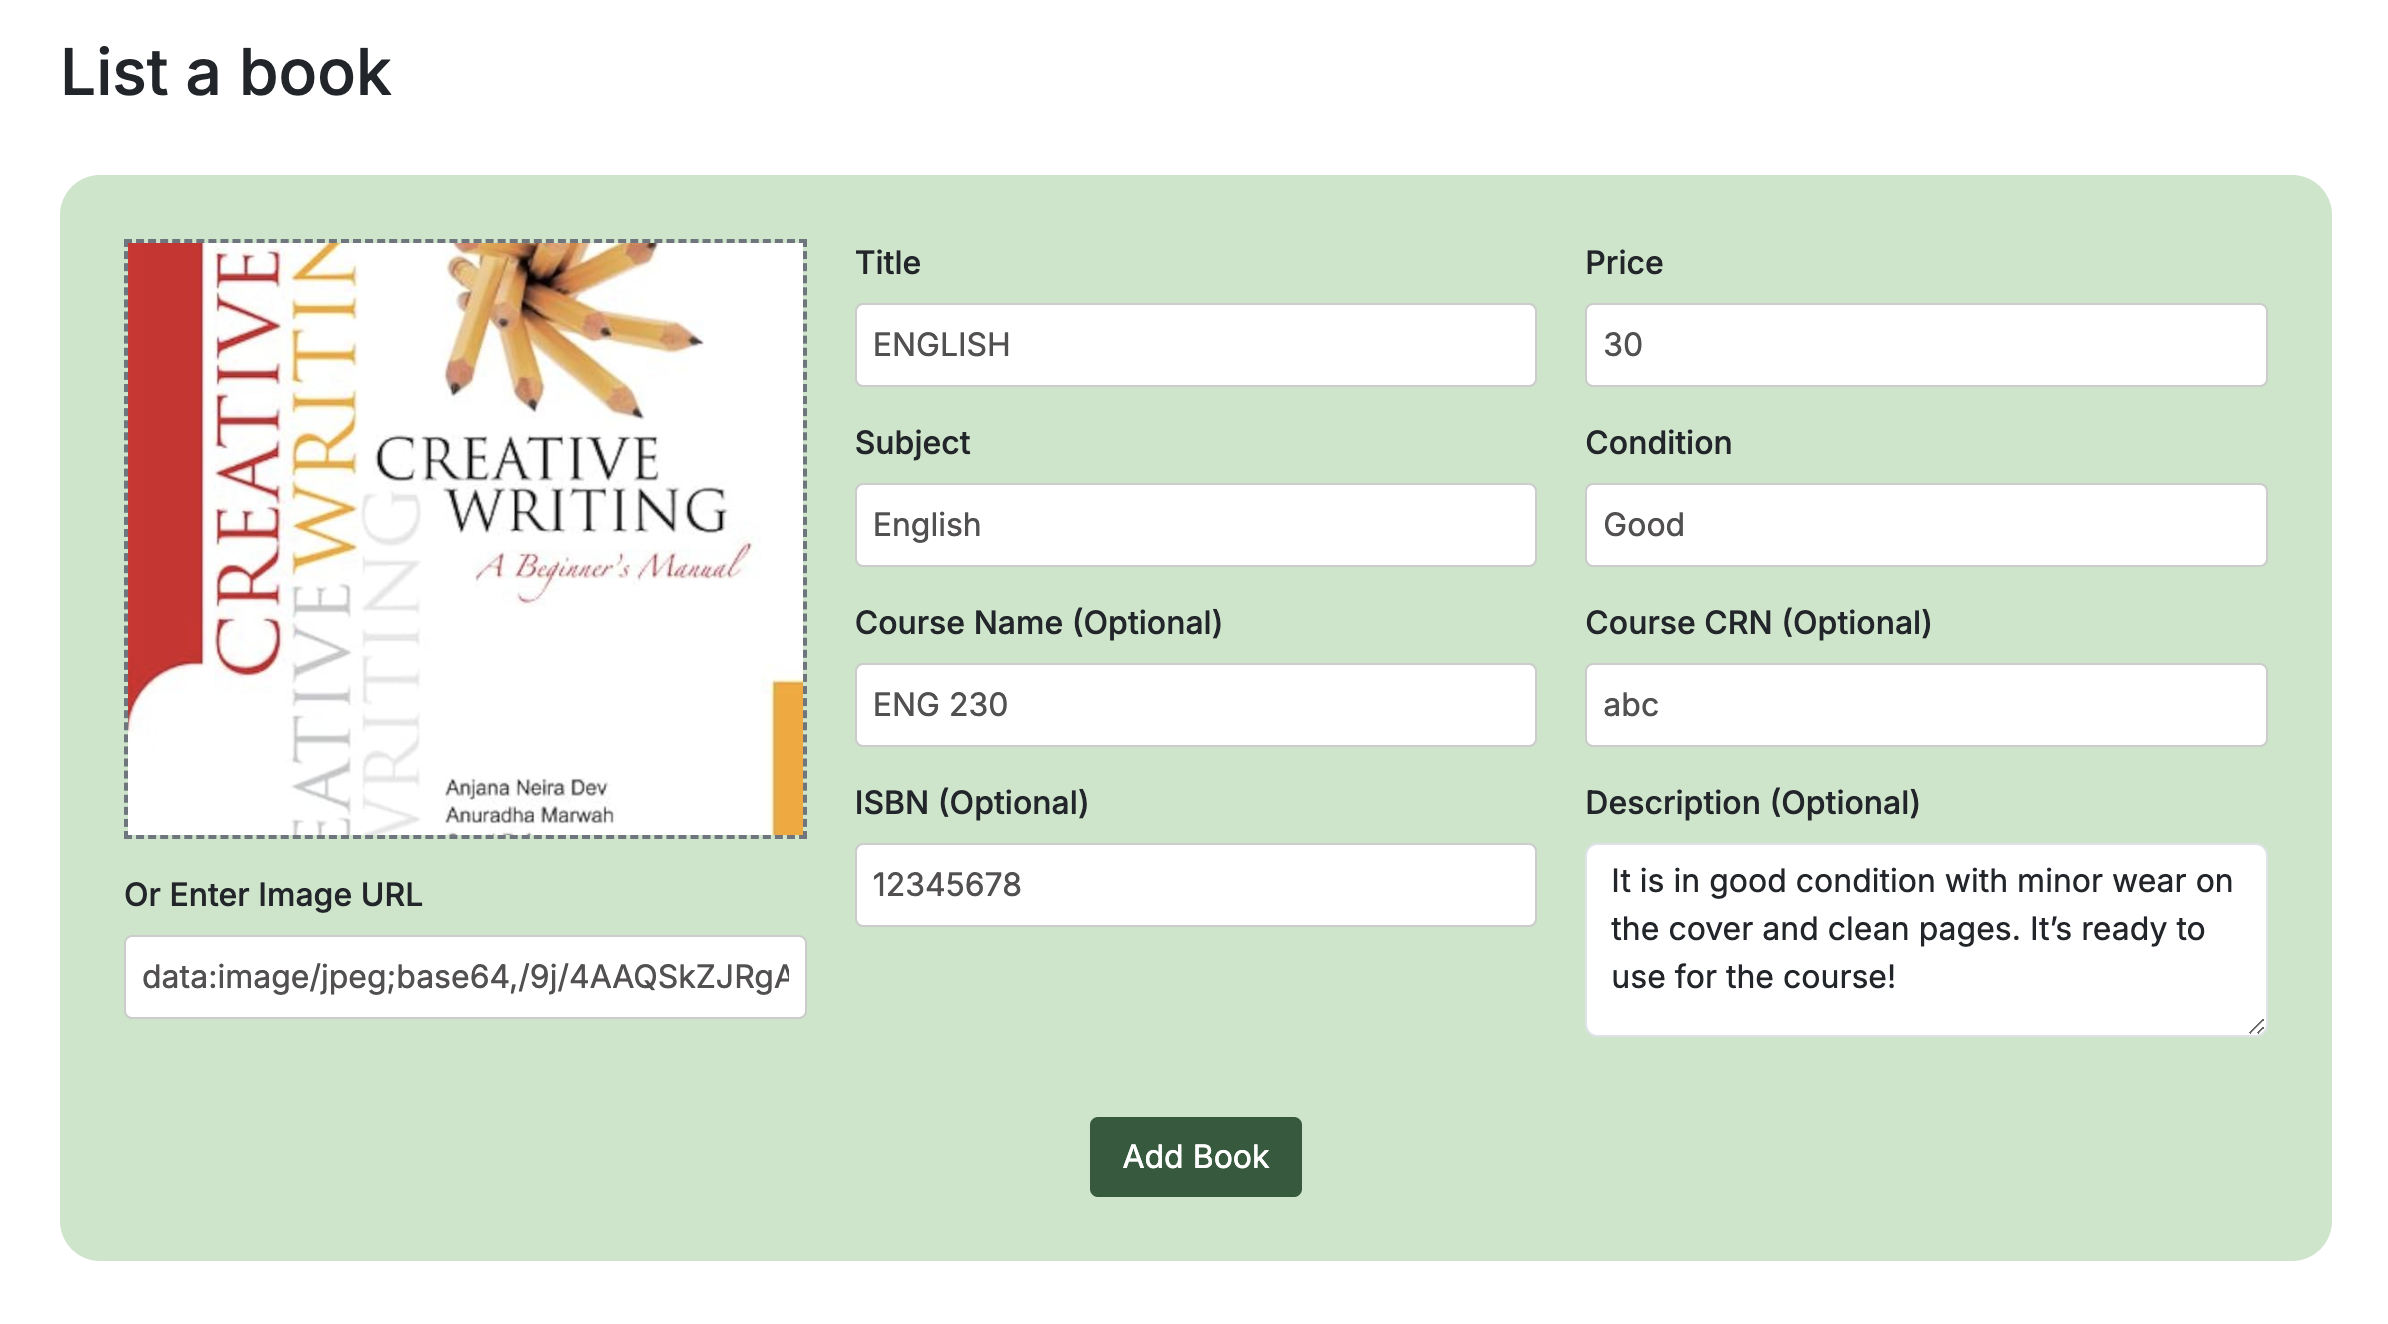 List a book
CREATIVE
WRITIN
EATIVE
WRITING
CREATIVE
WRITING
A Beginner's Manual
Anjana Neira Dev
Anuradha Marwah
Or Enter Image URL
data:image/jpeg;base64,/9j/4AAQSkZJRgA
Title
ENGLISH
Price
30
Subject
English
Condition
Good
Course Name (Optional)
ENG 230
Course CRN (Optional)
abc
ISBN (Optional)
12345678
Description (Optional)
It is in good condition with minor wear on
the cover and clean pages. It’s ready to
use for the course!
Add Book